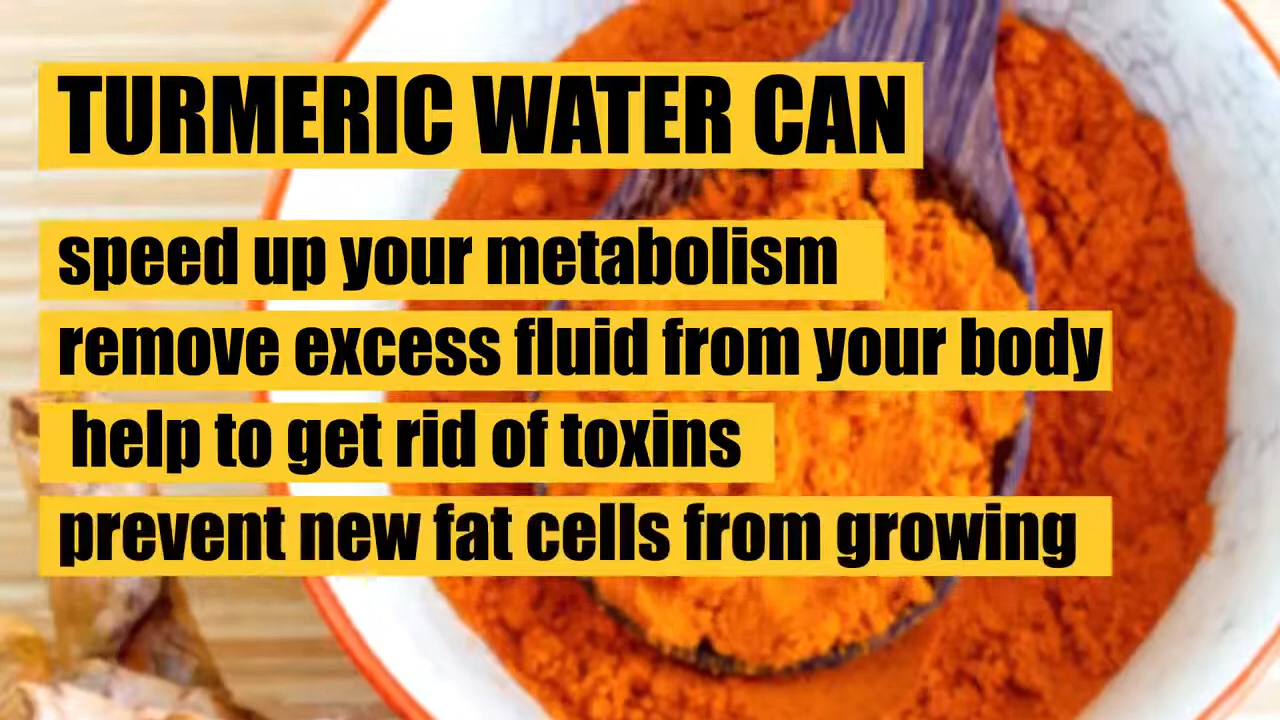 TURMERIC WATER CAN
speed up your metabolism
remove excess fluid from your body
help to get rid of toxins
prevent new fat cells from growing